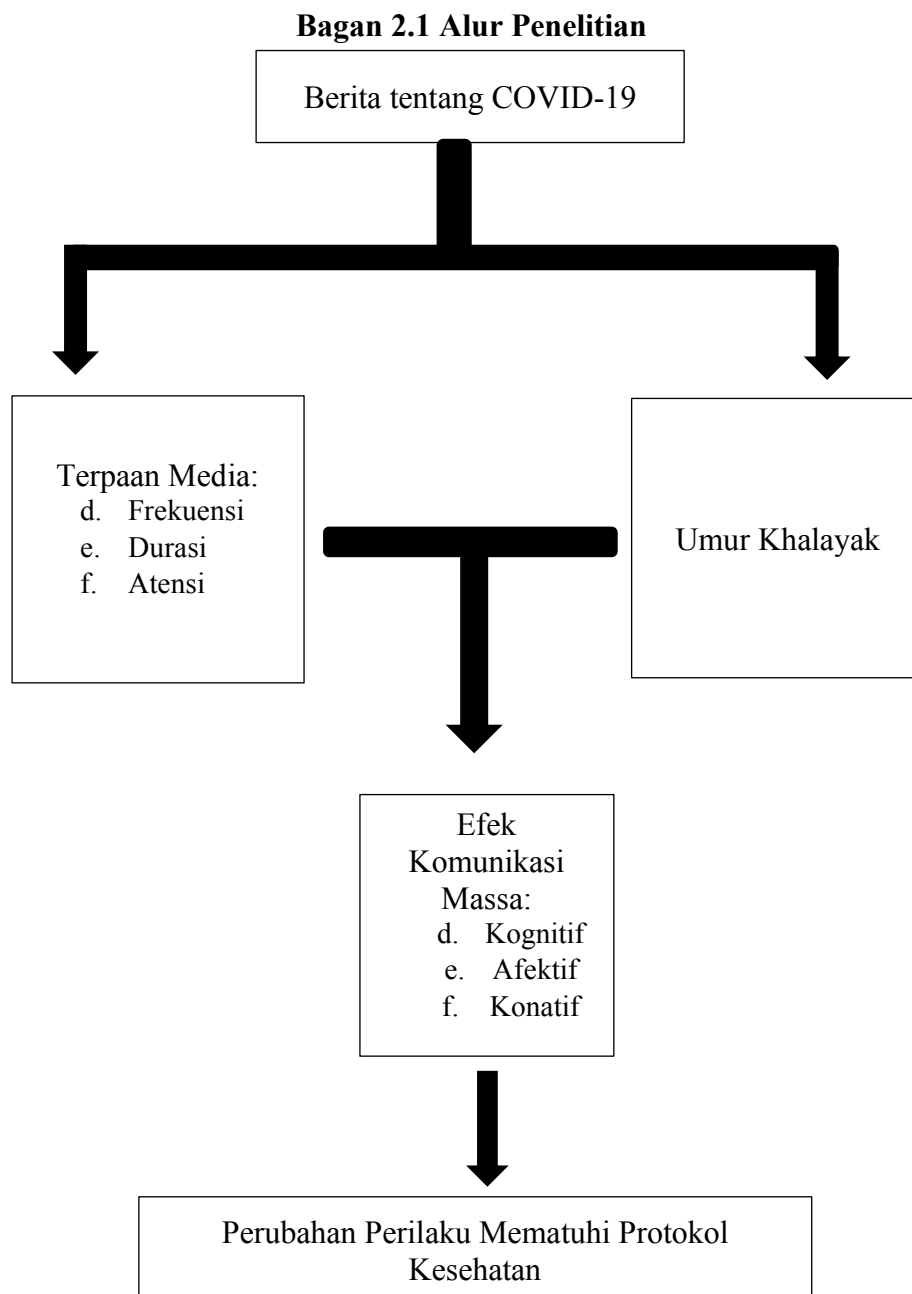 Bagan 2.1 Alur Penelitian
Berita tentang COVID-19
Terpaan Media:
d. Frekuensi
e. Durasi
f. Atensi
Umur Khalayak
Efek
Komunikasi
Massa:
d. Kognitif
e. Afektif
f. Konatif
Perubahan Perilaku Mematuhi Protokol
Kesehatan